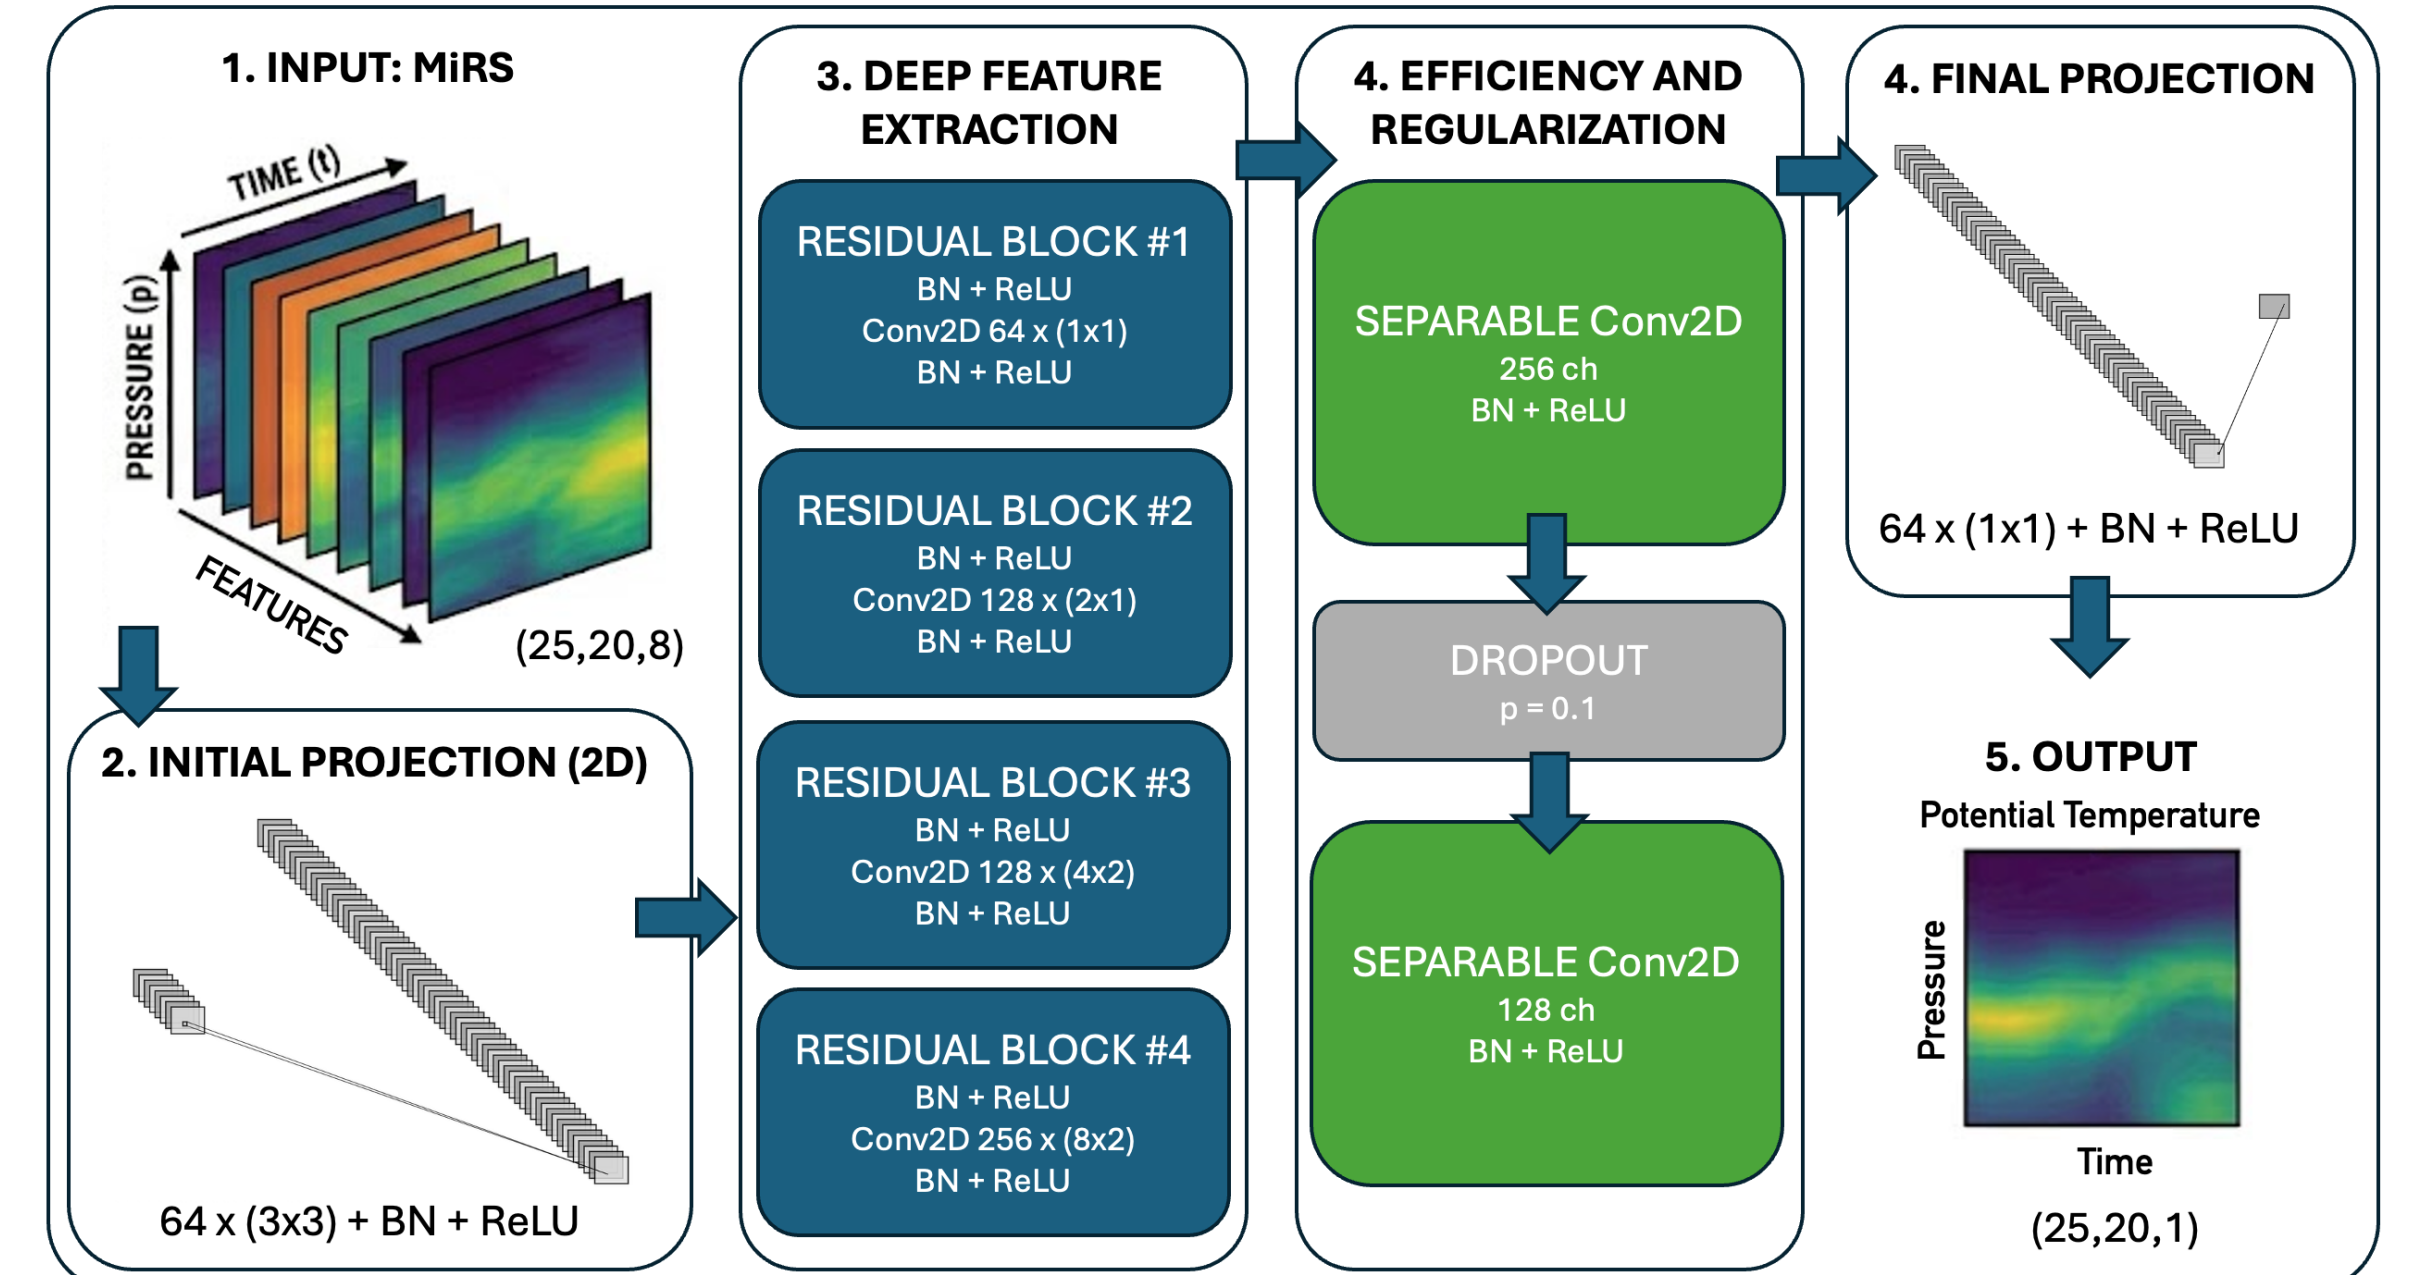 1. INPUT: MiRS
TIME (t)
PRESSURE (p)
FEATURES
(25,20,8)
2. INITIAL PROJECTION (2D)
64 x (3x3) + BN + ReLU
3. DEEP FEATURE
EXTRACTION
RESIDUAL BLOCK #1
BN + ReLU
Conv2D 64 x (1x1)
BN + ReLU
RESIDUAL BLOCK #2
BN + ReLU
Conv2D 128 x (2x1)
BN + ReLU
RESIDUAL BLOCK #3
BN + ReLU
Conv2D 128 x (4x2)
BN + ReLU
RESIDUAL BLOCK #4
BN + ReLU
Conv2D 256 x (8x2)
BN + ReLU
4. EFFICIENCY AND
REGULARIZATION
SEPARABLE Conv2D
256 ch
BN + ReLU
DROPOUT
p = 0.1
SEPARABLE Conv2D
128 ch
BN + ReLU
4. FINAL PROJECTION
64 x (1x1) + BN + ReLU
5. OUTPUT
Potential Temperature
Pressure
Time
(25,20,1)